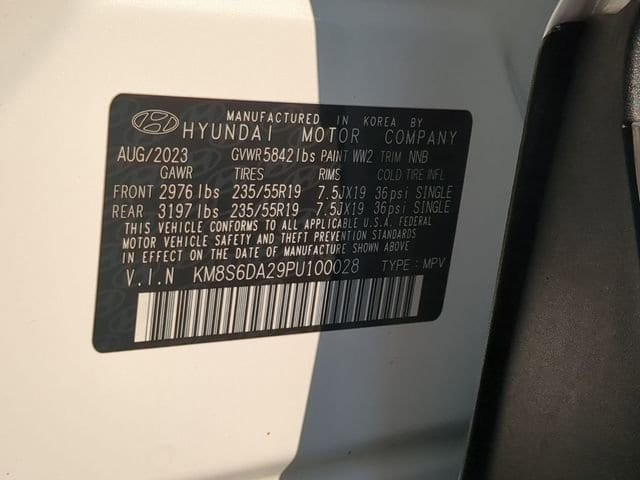 MANUFACTURED IN KOREA BY
HYUNDAI MOTOR COMPANY
AUG/2023 GVWR 5842lbs PAINT WW2 TRIM NNB
GAWR TIRES RIMS COLD TIRE INFL
FRONT 2976 lbs 235/55R19 7.5JX19 36psi SINGLE
REAR 3197 lbs 235/55R19 7.5JX19 36psi SINGLE
THIS VEHICLE CONFORMS TO ALL APPLICABLE U.S.A. FEDERAL
MOTOR VEHICLE SAFETY AND THEFT PREVENTION STANDARDS
IN EFFECT ON THE DATE OF MANUFACTURE SHOWN ABOVE.
V.I.N KM8S6DA29PU100028 TYPE : MPV